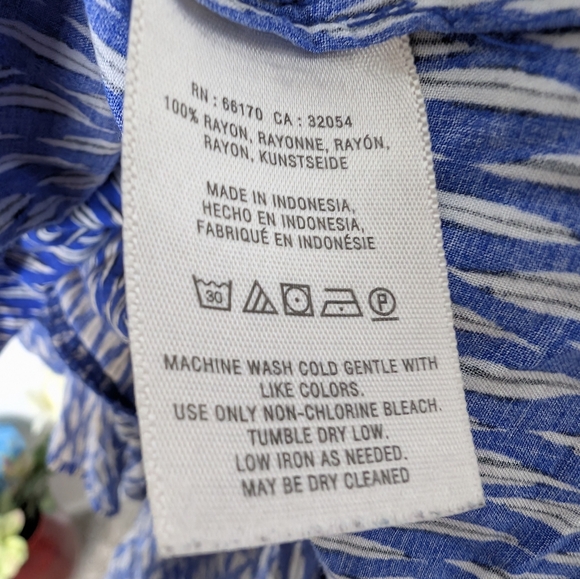 RN : 66170 CA : 32054
100% RAYON, RAYONNE, RAYÓN,
RAYON, KUNSTSEIDE
MADE IN INDONESIA,
HECHO EN INDONESIA,
FABRIQUÉ EN INDONÉSIE
30 P
MACHINE WASH COLD GENTLE WITH
LIKE COLORS.
USE ONLY NON-CHLORINE BLEACH.
TUMBLE DRY LOW.
LOW IRON AS NEEDED.
MAY BE DRY CLEANED